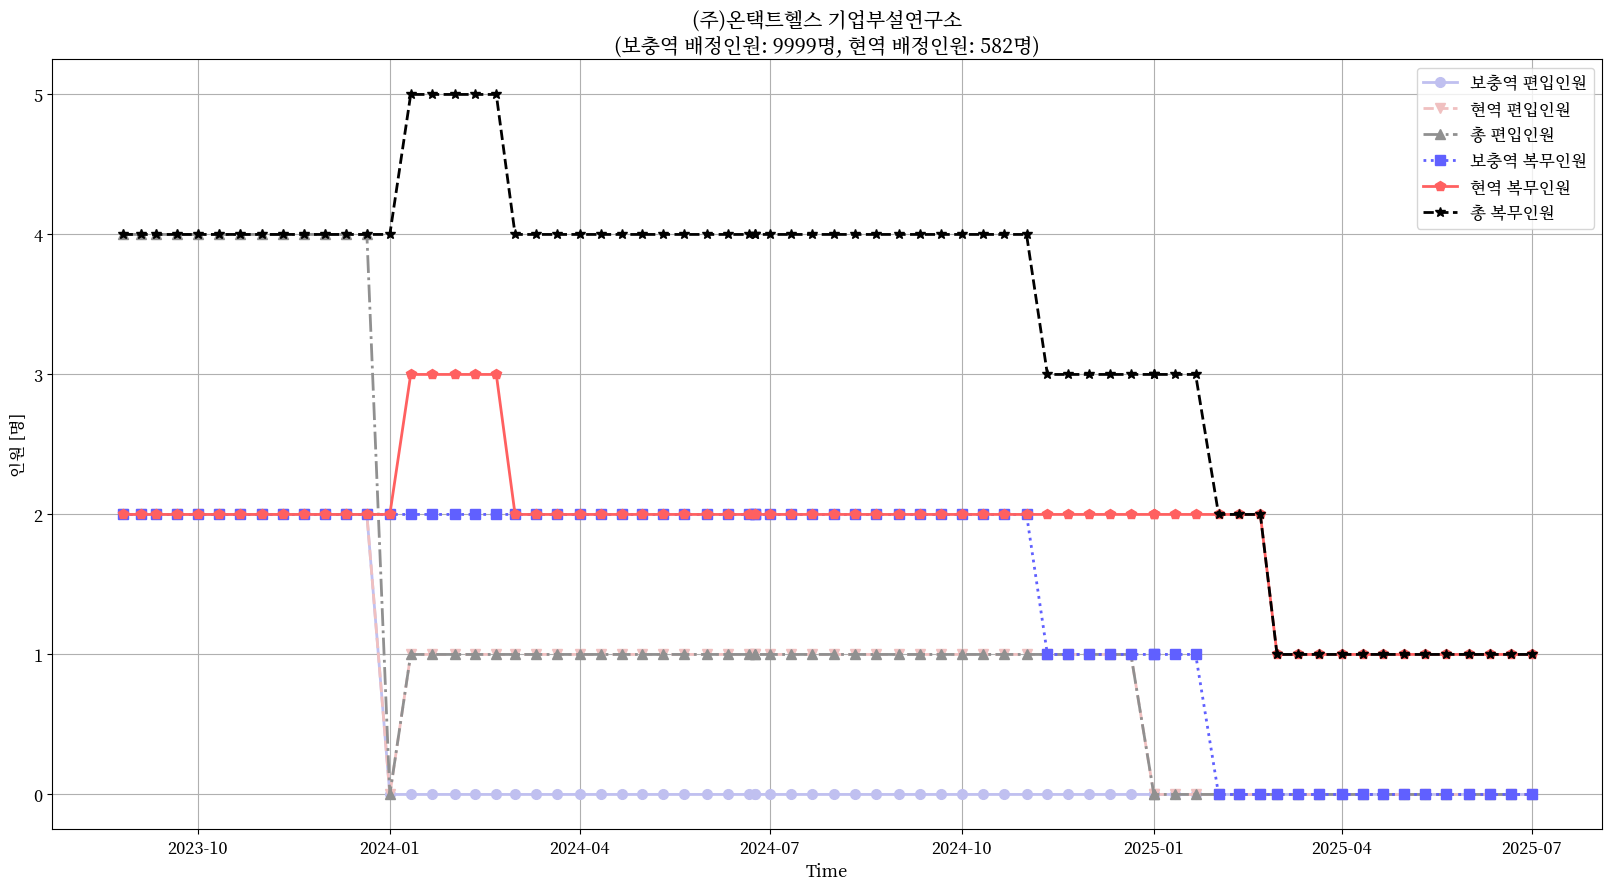 (주)온택트헬스 기업부설연구소
(보충역 배정인원: 9999명, 현역 배정인원: 582명)
보충역 편입인원
현역 편입인원
총 편입인원
보충역 복무인원
현역 복무인원
총 복무인원
인원 [명]
5
4
3
2
1
0
2023-10
2024-01
2024-04
2024-07
2024-10
2025-01
2025-04
2025-07
Time